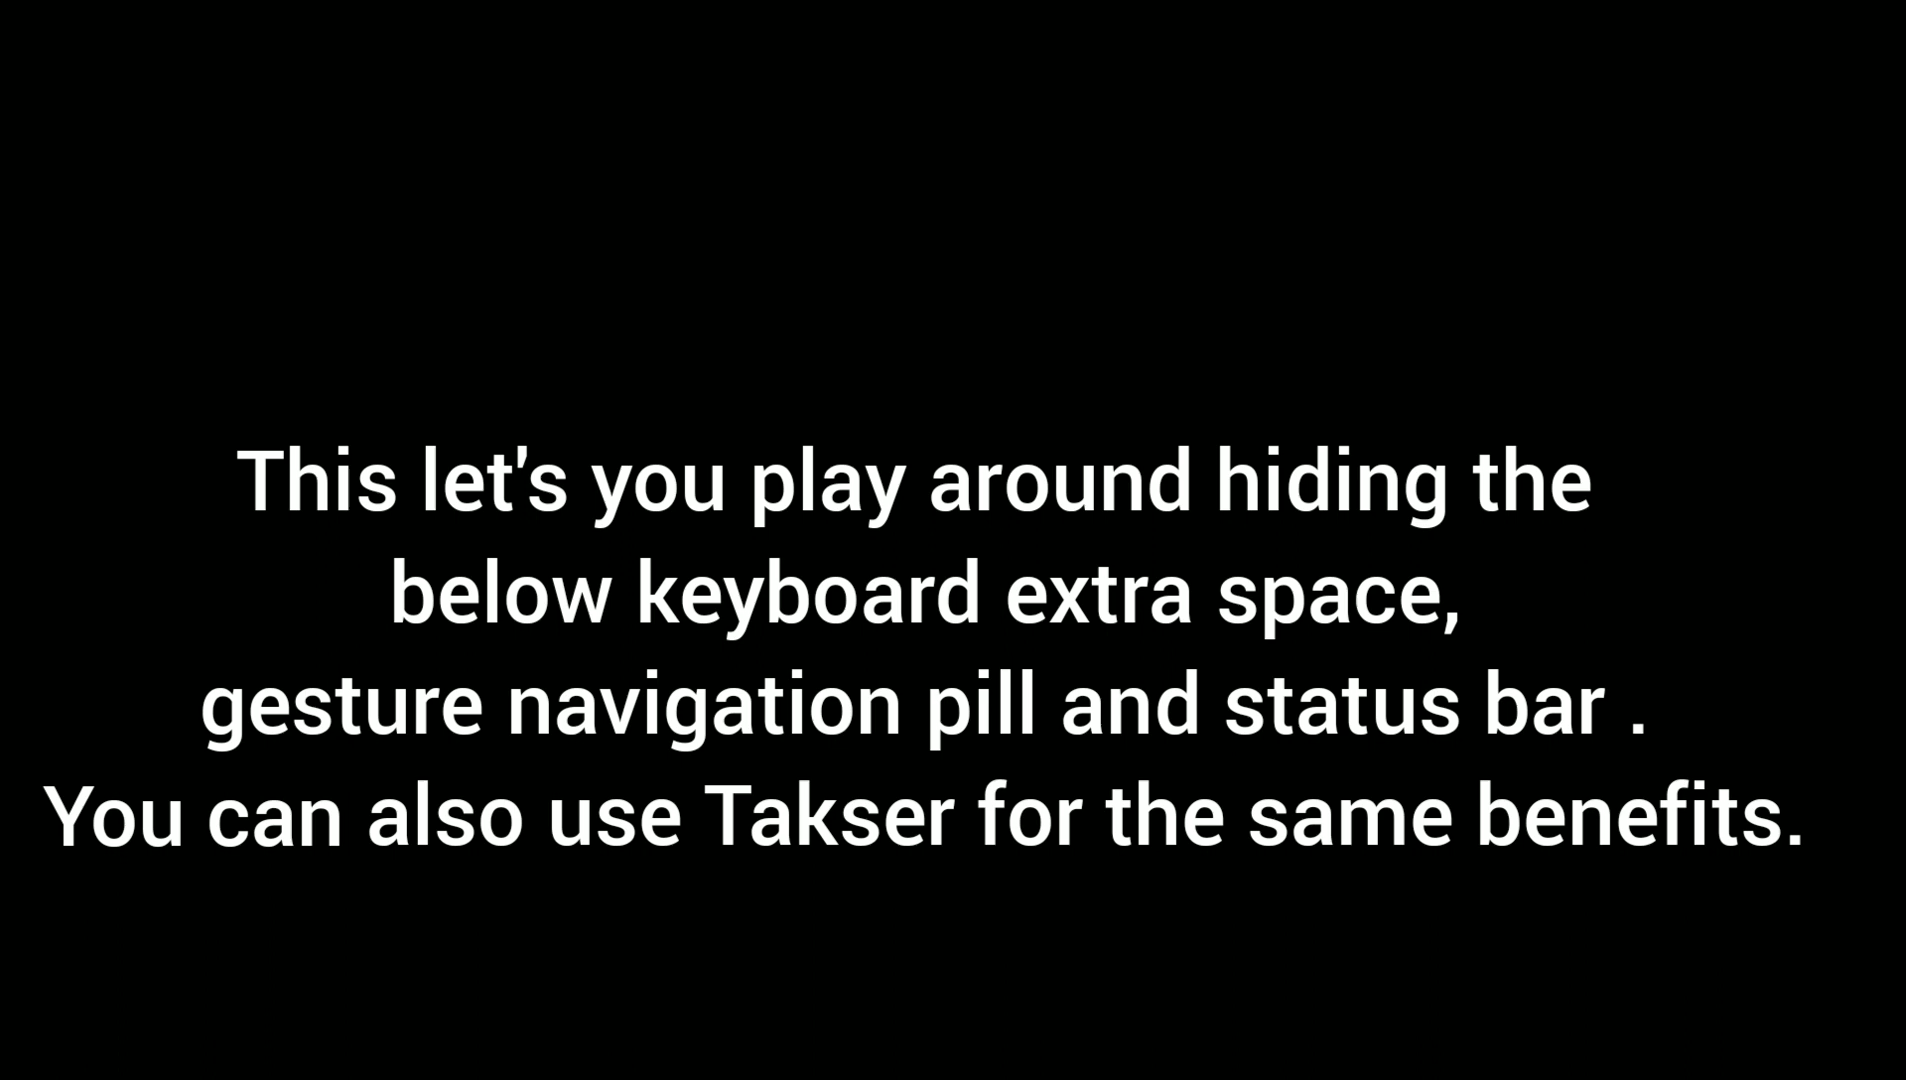 This let's you play around hiding the
below keyboard extra space,
gesture navigation pill and status bar .
You can also use Takser for the same benefits.